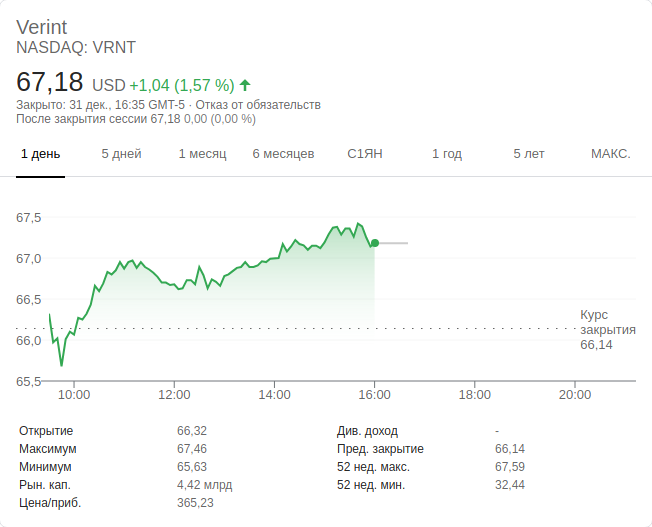 Verint
NASDAQ: VRNT
67,18 USD +1,04 (1,57 %)
Закрыто: 31 дек., 16:35 GMT-5 · Отказ от обязательств
После закрытия сессии 67,18 0,00 (0,00 %)
1 день 5 дней 1 месяц 6 месяцев С1ЯН 1 год 5 лет МАКС.
67,5
67,0
66,5
66,0
65,5
Курс
закрытия
66,14
10:00 12:00 14:00 16:00 18:00 20:00
Открытие 66,32 Див. доход -
Максимум 67,46 Пред. закрытие 66,14
Минимум 65,63 52 нед. макс. 67,59
Рын. кап. 4,42 млрд 52 нед. мин. 32,44
Цена/приб. 365,23